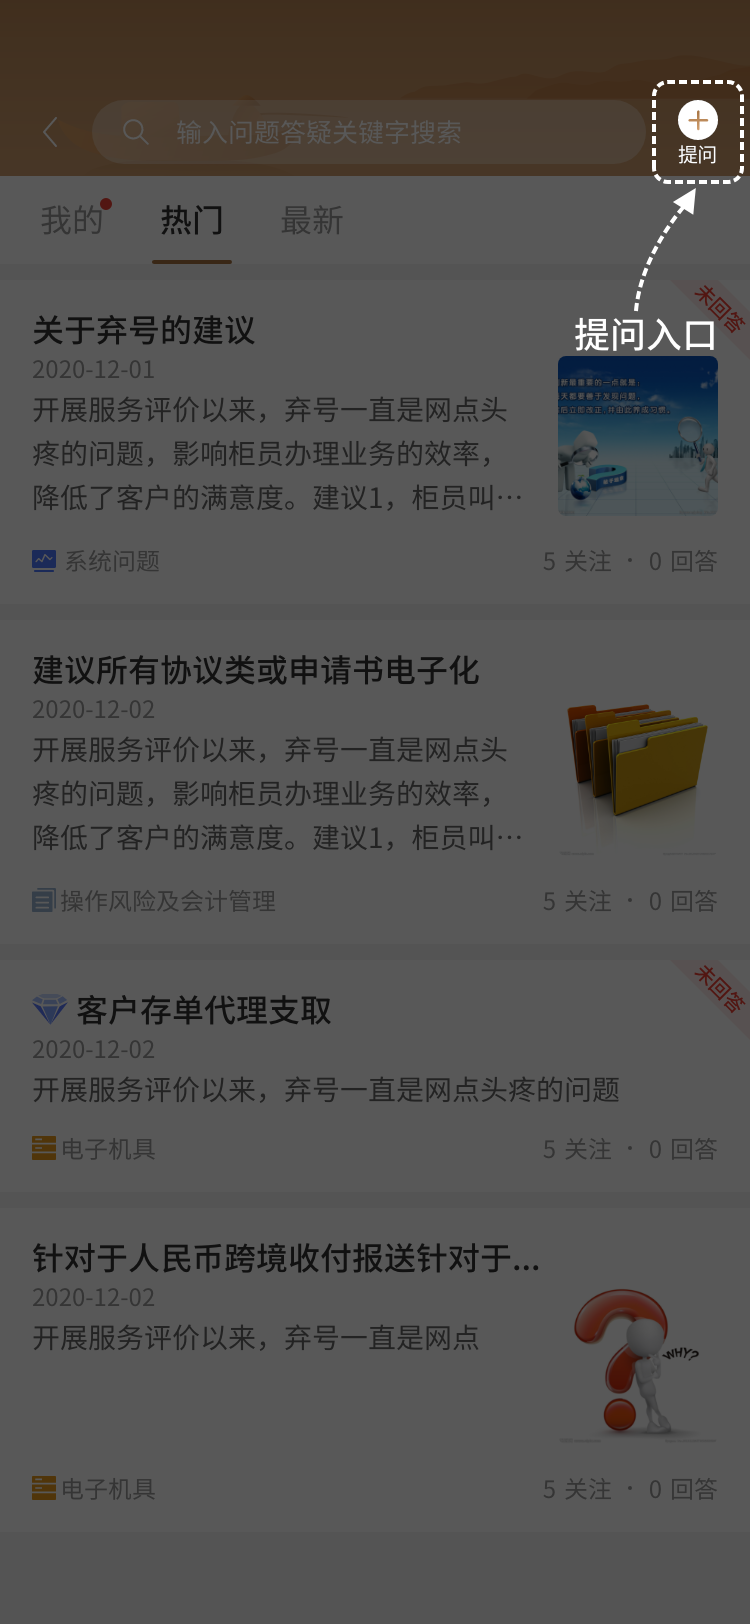 输入问题答疑关键字搜索
提问
我的
热门
最新
未回答
提问入口
关于弃号的建议
2020-12-01
开展服务评价以来，弃号一直是网点头
疼的问题，影响柜员办理业务的效率，
降低了客户的满意度。建议1，柜员叫…
系统问题
5 关注 · 0 回答
建议所有协议类或申请书电子化
2020-12-02
开展服务评价以来，弃号一直是网点头
疼的问题，影响柜员办理业务的效率，
降低了客户的满意度。建议1，柜员叫…
操作风险及会计管理
5 关注 · 0 回答
未回答
客户存单代理支取
2020-12-02
开展服务评价以来，弃号一直是网点头疼的问题
电子机具
5 关注 · 0 回答
针对于人民币跨境收付报送针对于...
2020-12-02
开展服务评价以来，弃号一直是网点
WHY?
电子机具
5 关注 · 0 回答